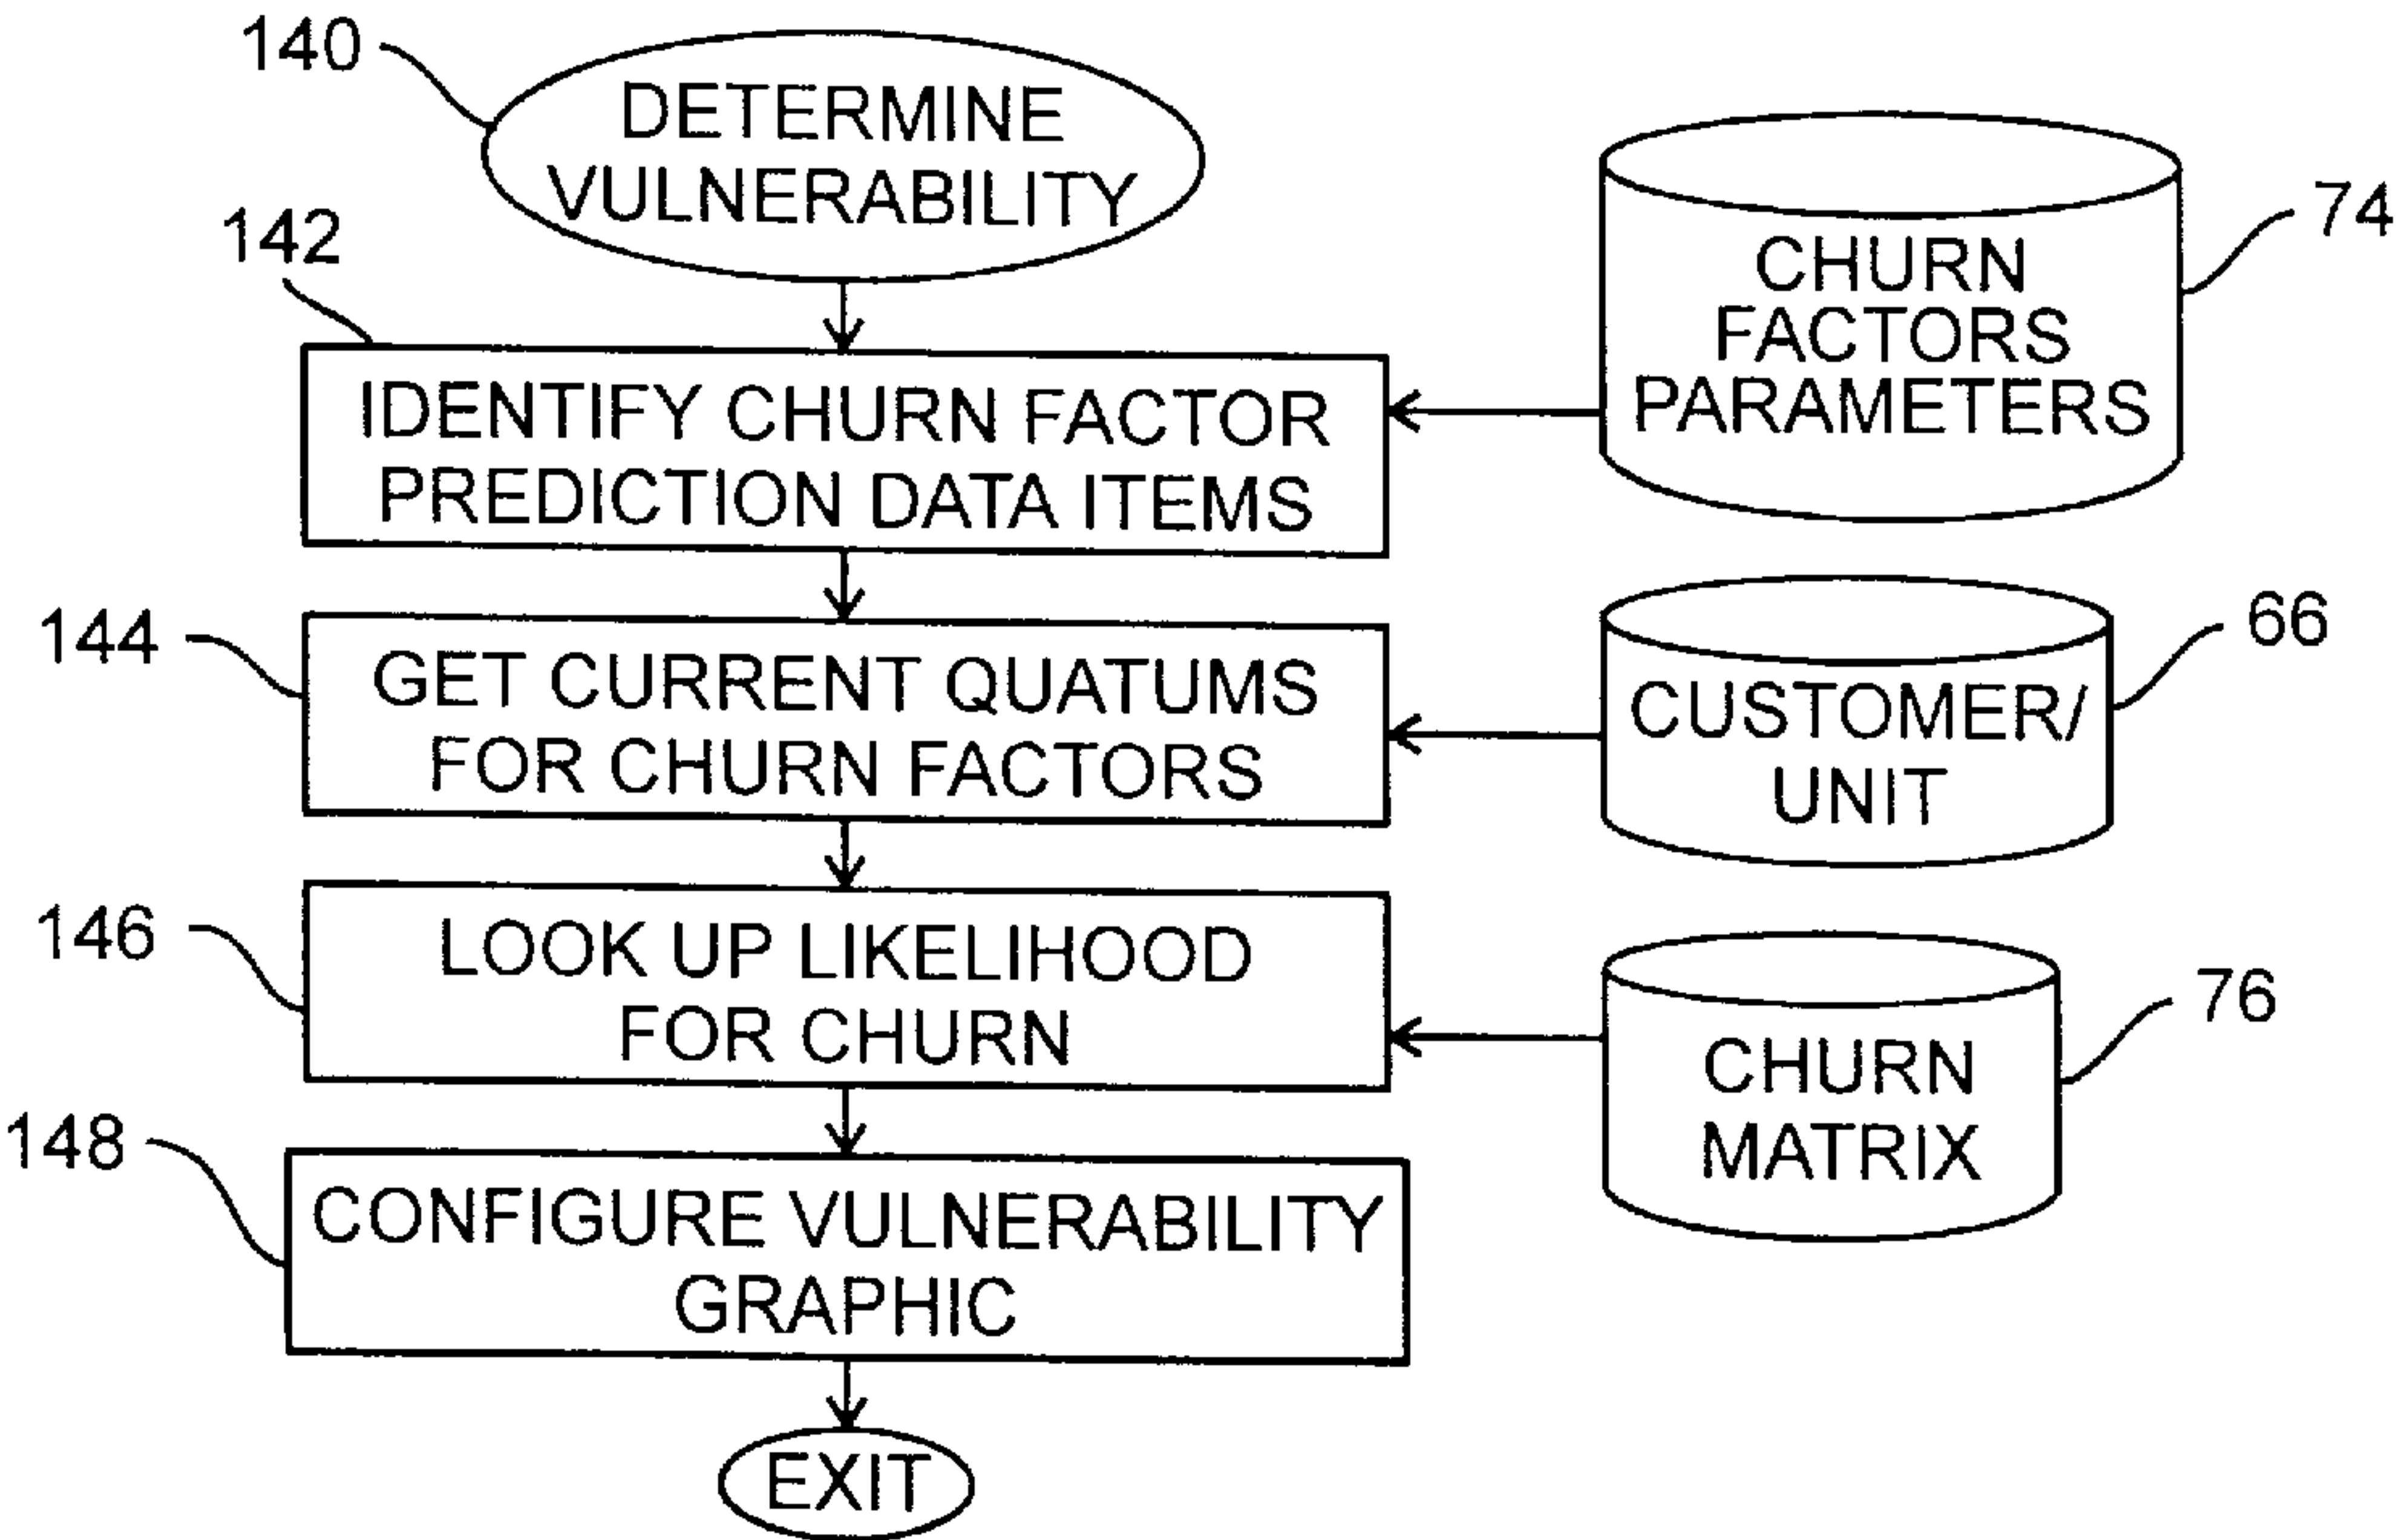 140
DETERMINE
VULNERABILITY
142
IDENTIFY CHURN FACTOR
PREDICTION DATA ITEMS
CHURN
FACTORS
PARAMETERS
74
144
GET CURRENT QUATUMS
FOR CHURN FACTORS
CUSTOMER/
UNIT
66
146
LOOK UP LIKELIHOOD
FOR CHURN
CHURN
MATRIX
76
148
CONFIGURE VULNERABILITY
GRAPHIC
EXIT